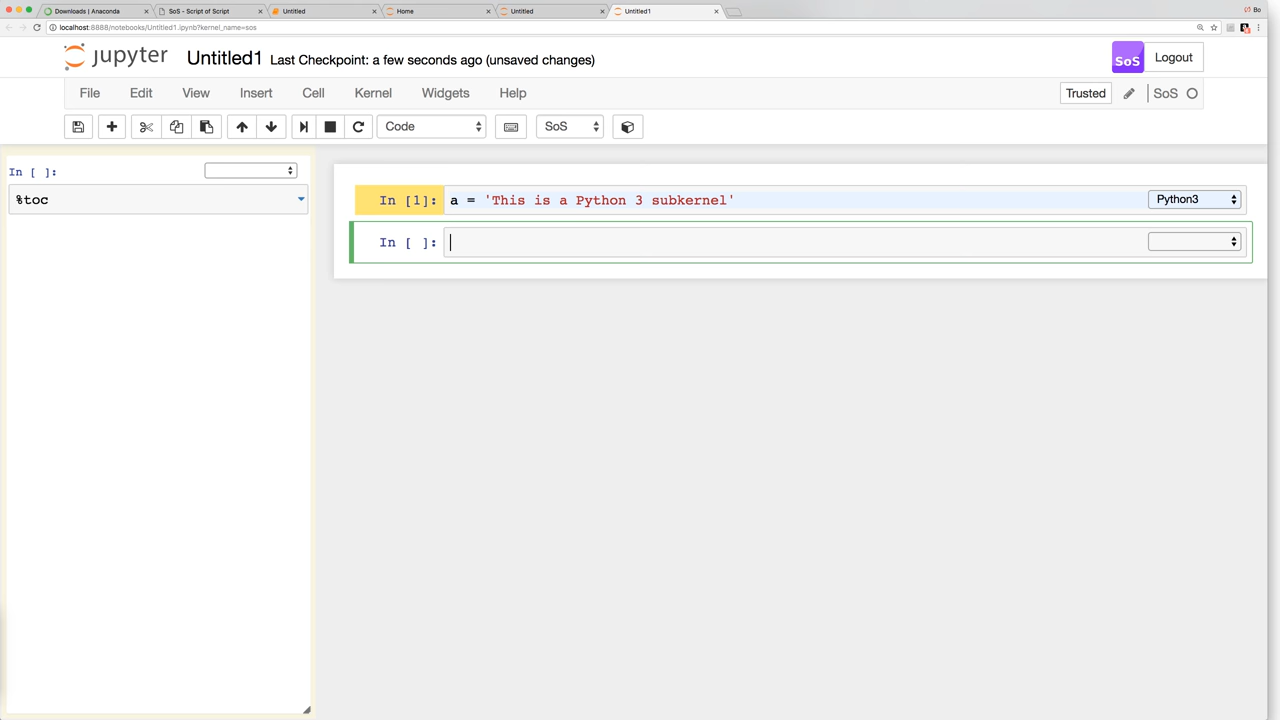 Downloads | Anaconda
SoS - Script of Script
Untitled
Home
Untitled
Untitled1
Bo
localhost:8888/notebooks/Untitled1.ipynb?kernel_name=sos
jupyter
Untitled1
Last Checkpoint: a few seconds ago (unsaved changes)
SoS
Logout
File Edit View Insert Cell Kernel Widgets Help
Trusted
SoS
Code
SoS
In [ ]:
%toc
In [1]: a = 'This is a Python 3 subkernel'
Python3
In [ ]: